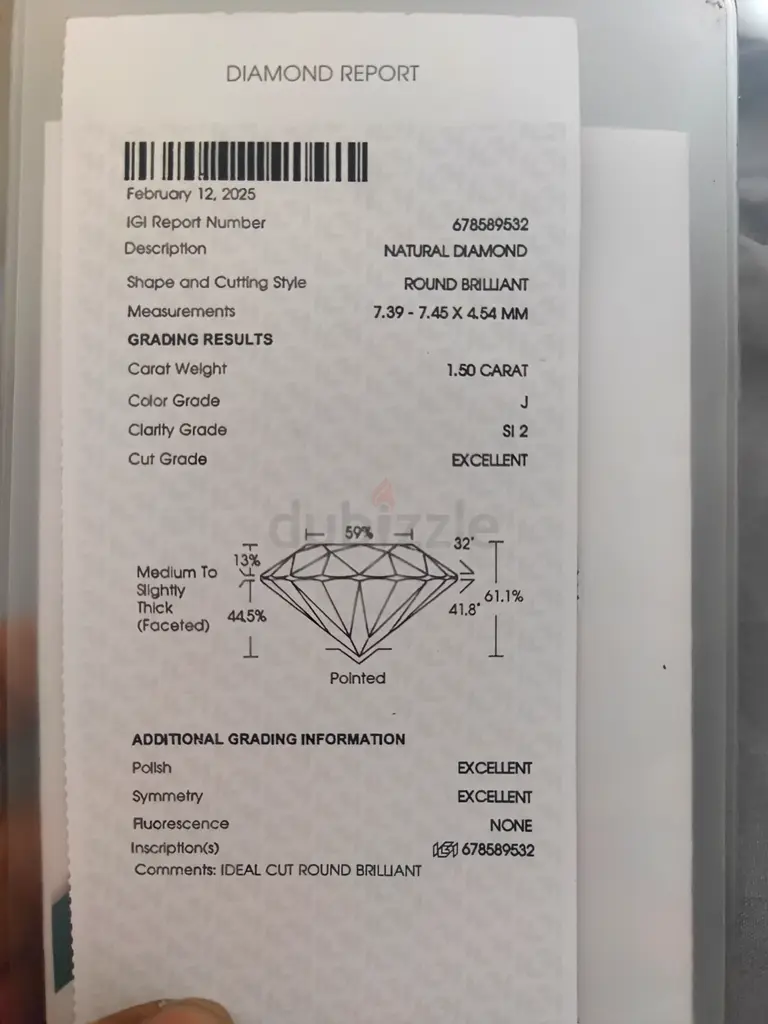 DIAMOND REPORT
February 12, 2025
IGI Report Number 678589532
Description NATURAL DIAMOND
Shape and Cutting Style ROUND BRILLIANT
Measurements 7.39 - 7.45 X 4.54 MM
GRADING RESULTS
Carat Weight 1.50 CARAT
Color Grade J
Clarity Grade SI 2
Cut Grade EXCELLENT
dubizzle
59%
32°
13%
Medium To
Slightly
Thick
(Faceted)
44.5%
41.8°
61.1%
Pointed
ADDITIONAL GRADING INFORMATION
Polish EXCELLENT
Symmetry EXCELLENT
Fluorescence NONE
Inscription(s) IGI 678589532
Comments: IDEAL CUT ROUND BRILLIANT